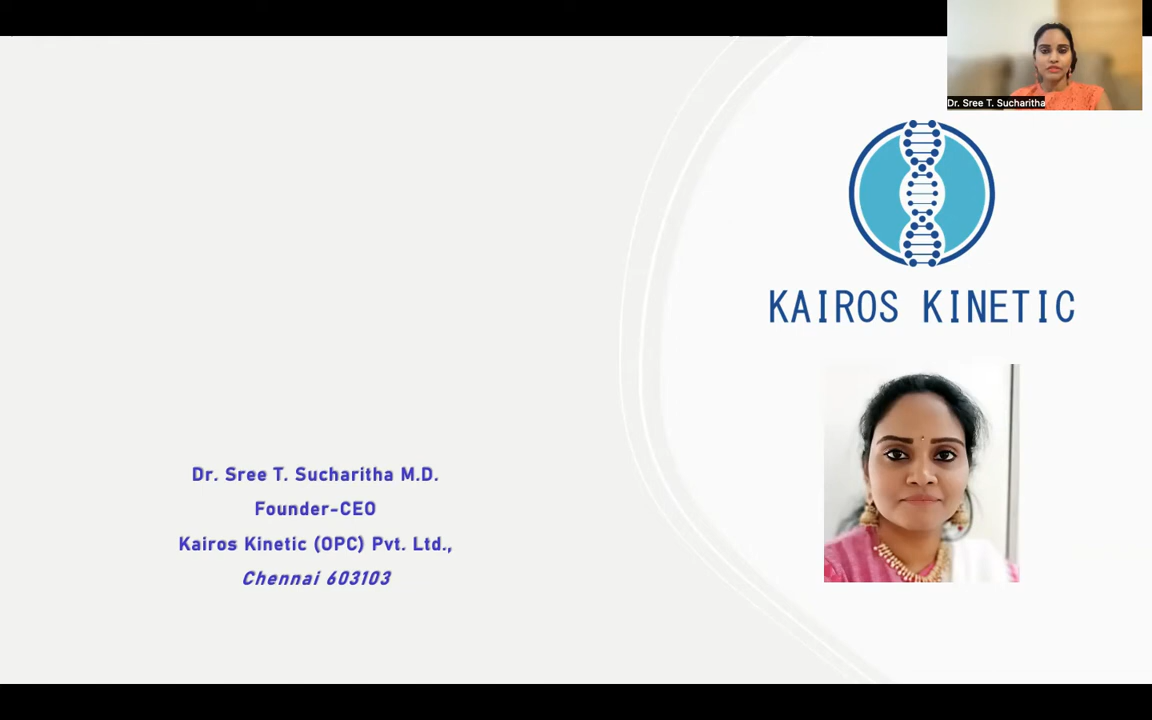 Dr. Sree T. Sucharitha
KAIROS KINETIC
Dr. Sree T. Sucharitha M.D.
Founder-CEO
Kairos Kinetic (OPC) Pvt. Ltd.,
Chennai 603103